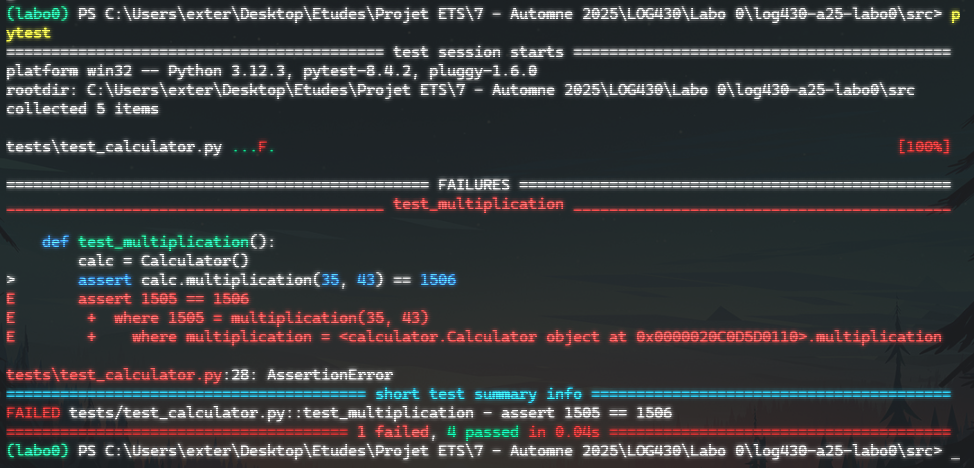 (labo0) PS C:\Users\exter\Desktop\Etudes\Projet ETS\7 - Automne 2025\LOG430\Labo 0\log430-a25-labo0\src> p
ytest
========================================== test session starts ==========================================
platform win32 -- Python 3.12.3, pytest-8.4.2, pluggy-1.6.0
rootdir: C:\Users\exter\Desktop\Etudes\Projet ETS\7 - Automne 2025\LOG430\Labo 0\log430-a25-labo0\src
collected 5 items
tests\test_calculator.py ...F. [100%]
=============================================== FAILURES ================================================
__________________________________________ test_multiplication __________________________________________
def test_multiplication():
calc = Calculator()
> assert calc.multiplication(35, 43) == 1506
E assert 1505 == 1506
E + where 1505 = multiplication(35, 43)
E + where multiplication = <calculator.Calculator object at 0x0000020C0D5D0110>.multiplication
tests\test_calculator.py:28: AssertionError
======================================== short test summary info ========================================
FAILED tests/test_calculator.py::test_multiplication - assert 1505 == 1506
====================================== 1 failed, 4 passed in 0.04s ======================================
(labo0) PS C:\Users\exter\Desktop\Etudes\Projet ETS\7 - Automne 2025\LOG430\Labo 0\log430-a25-labo0\src> _